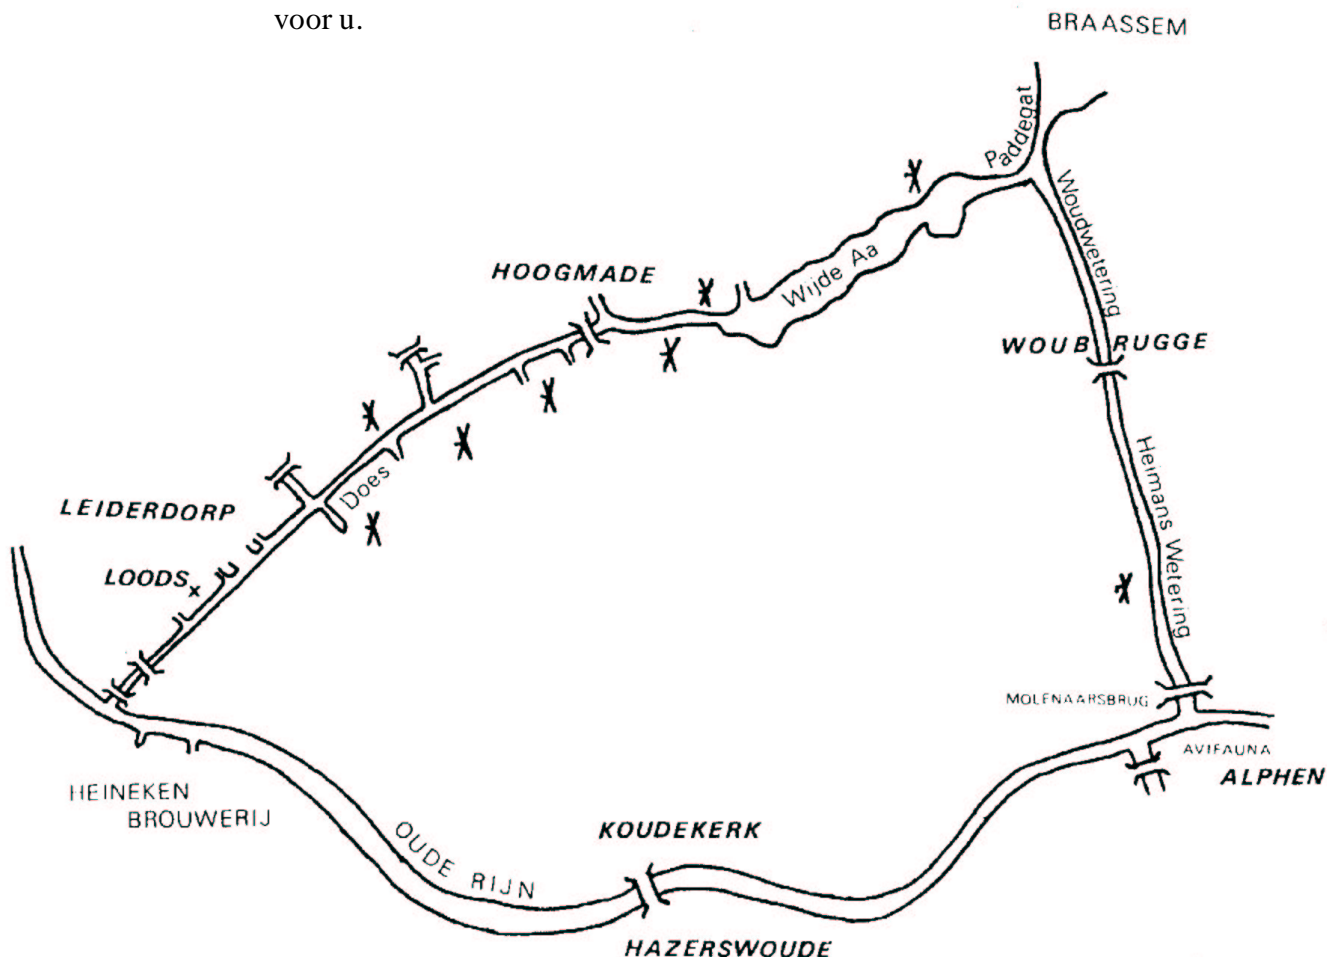 voor u.
BRAASSEM
Paddegat
Woudwetering
Wijde Aa
HOOGMADE
WOUBRUGGE
Does
Heimans Wetering
LEIDERDORP
LOODS x
MOLENAARSBRUG
AVIFAUNA
ALPHEN
HEINEKEN
BROUWERIJ
OUDE RIJN
KOUDEKERK
HAZERSWOUDE